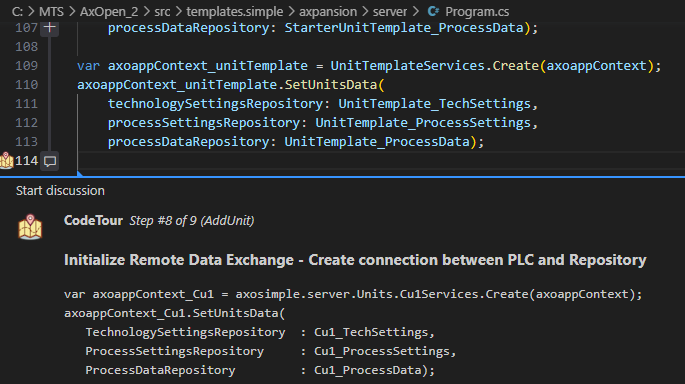 C: > MTS > AxOpen_2 > src > templates.simple > axpansion > server > C# Program.cs
107 processDataRepository: StarterUnitTemplate_ProcessData);
108
109 var axoappContext_unitTemplate = UnitTemplateServices.Create(axoappContext);
110 axoappContext_unitTemplate.SetUnitsData(
111 technologySettingsRepository: UnitTemplate_TechSettings,
112 processSettingsRepository: UnitTemplate_ProcessSettings,
113 processDataRepository: UnitTemplate_ProcessData);
114
Start discussion
CodeTour Step #8 of 9 (AddUnit)
Initialize Remote Data Exchange - Create connection between PLC and Repository
var axoappContext_Cu1 = axosimple.server.Units.Cu1Services.Create(axoappContext);
axoappContext_Cu1.SetUnitsData(
TechnologySettingsRepository : Cu1_TechSettings,
ProcessSettingsRepository : Cu1_ProcessSettings,
ProcessDataRepository : Cu1_ProcessData);